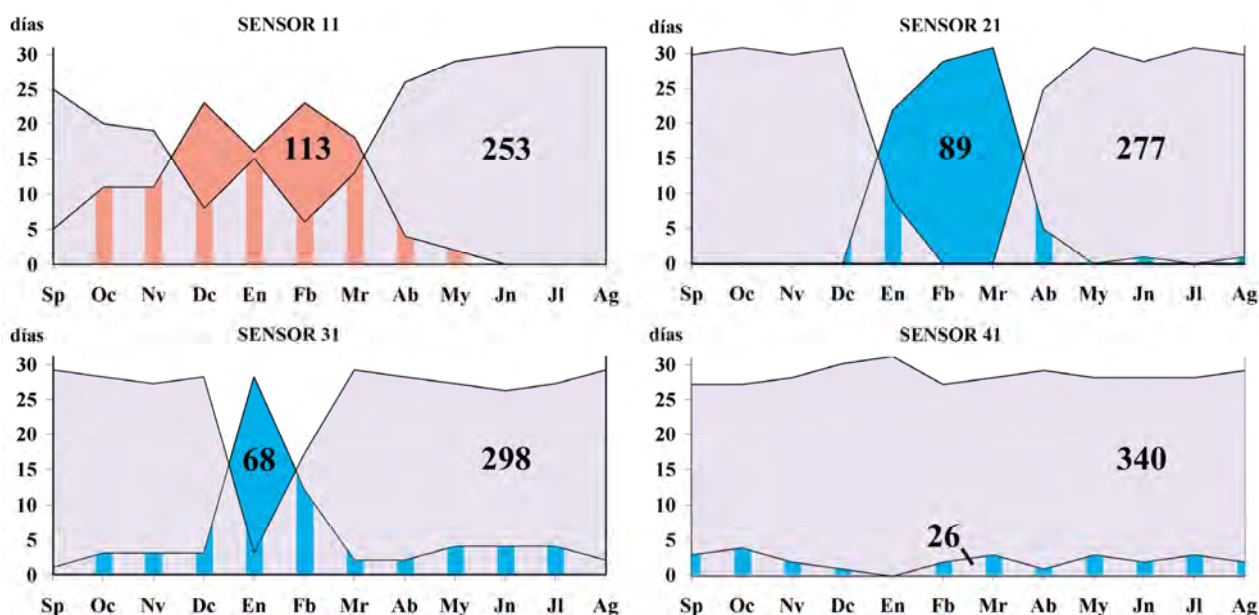 días SENSOR 11
30
25
20
15 113 253
10
5
0
Sp Oc Nv Dc En Fb Mr Ab My Jn Jl Ag
días SENSOR 21
30
25
20
15 89 277
10
5
0
Sp Oc Nv Dc En Fb Mr Ab My Jn Jl Ag
días SENSOR 31
30
25
20
15 68 298
10
5
0
Sp Oc Nv Dc En Fb Mr Ab My Jn Jl Ag
días SENSOR 41
30
25
20
15 340
10
5 26
0
Sp Oc Nv Dc En Fb Mr Ab My Jn Jl Ag